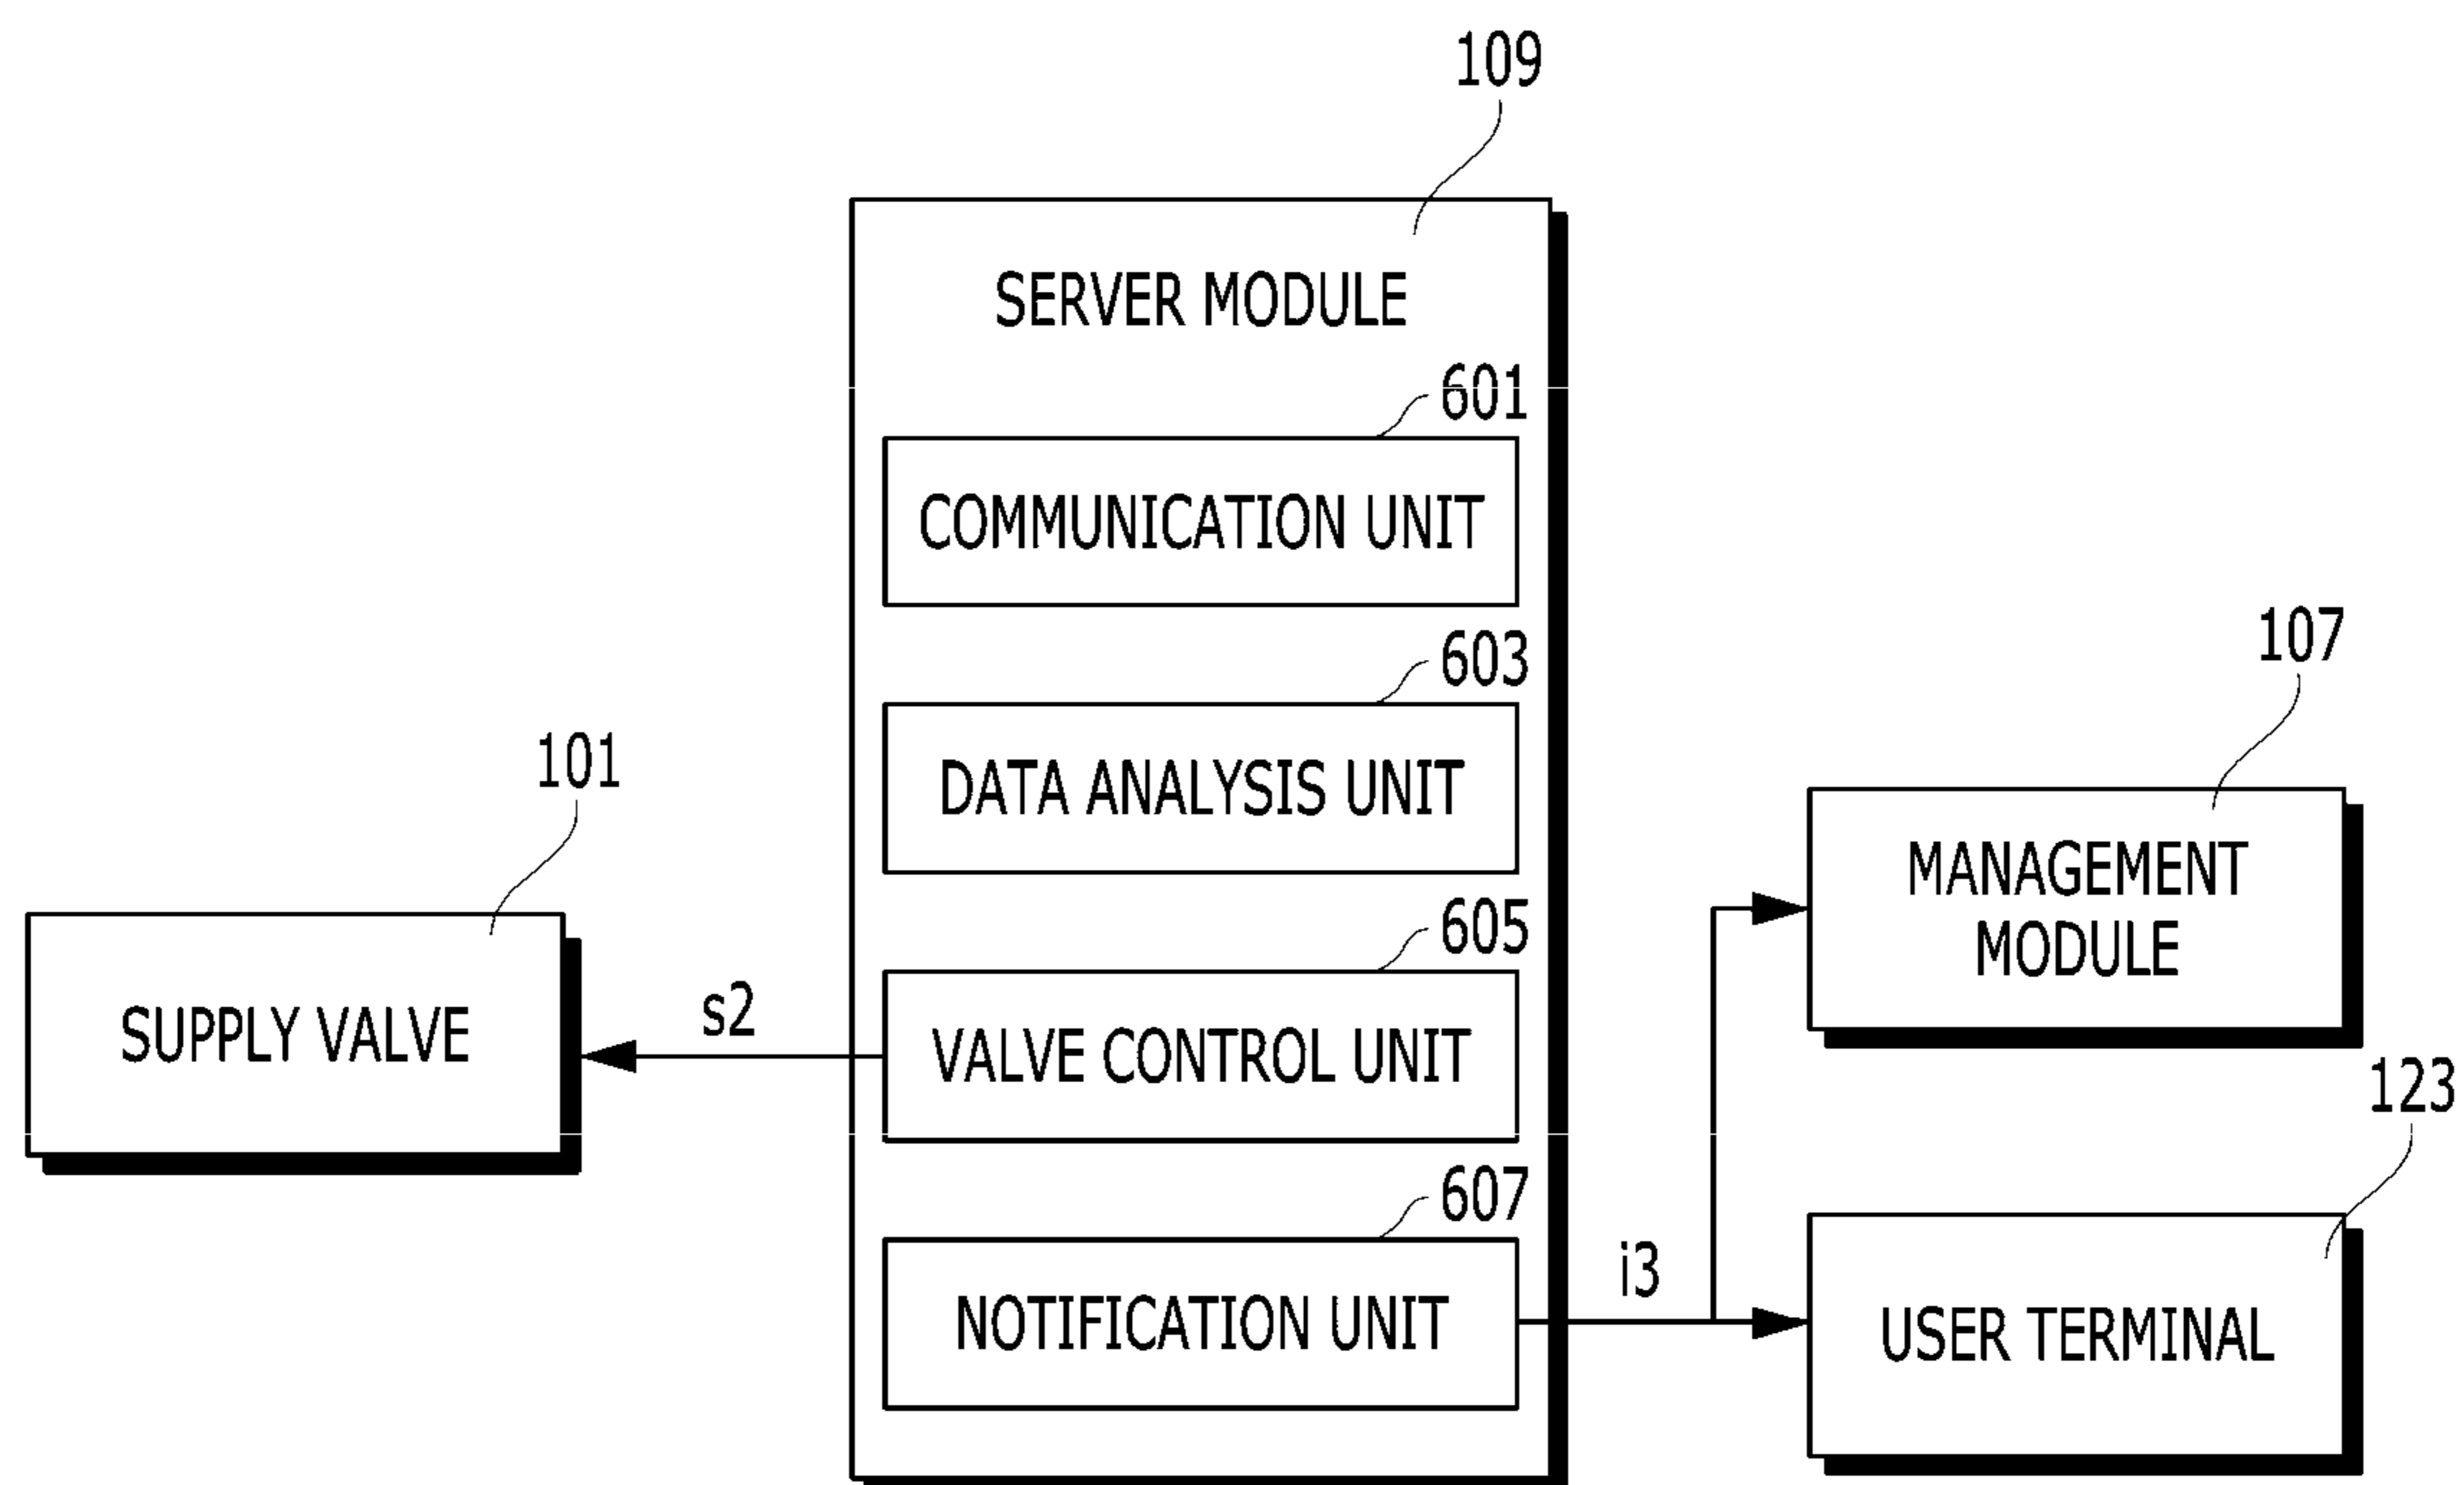 109
SERVER MODULE
601
COMMUNICATION UNIT
603
DATA ANALYSIS UNIT
605
VALVE CONTROL UNIT
607
NOTIFICATION UNIT
101
SUPPLY VALVE
s2
i3
107
MANAGEMENT
MODULE
123
USER TERMINAL